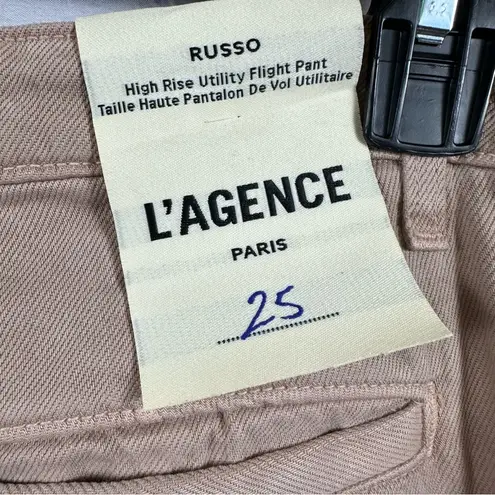 RUSSO
High Rise Utility Flight Pant
Taille Haute Pantalon De Vol Utilitaire
L'AGENCE
PARIS
25